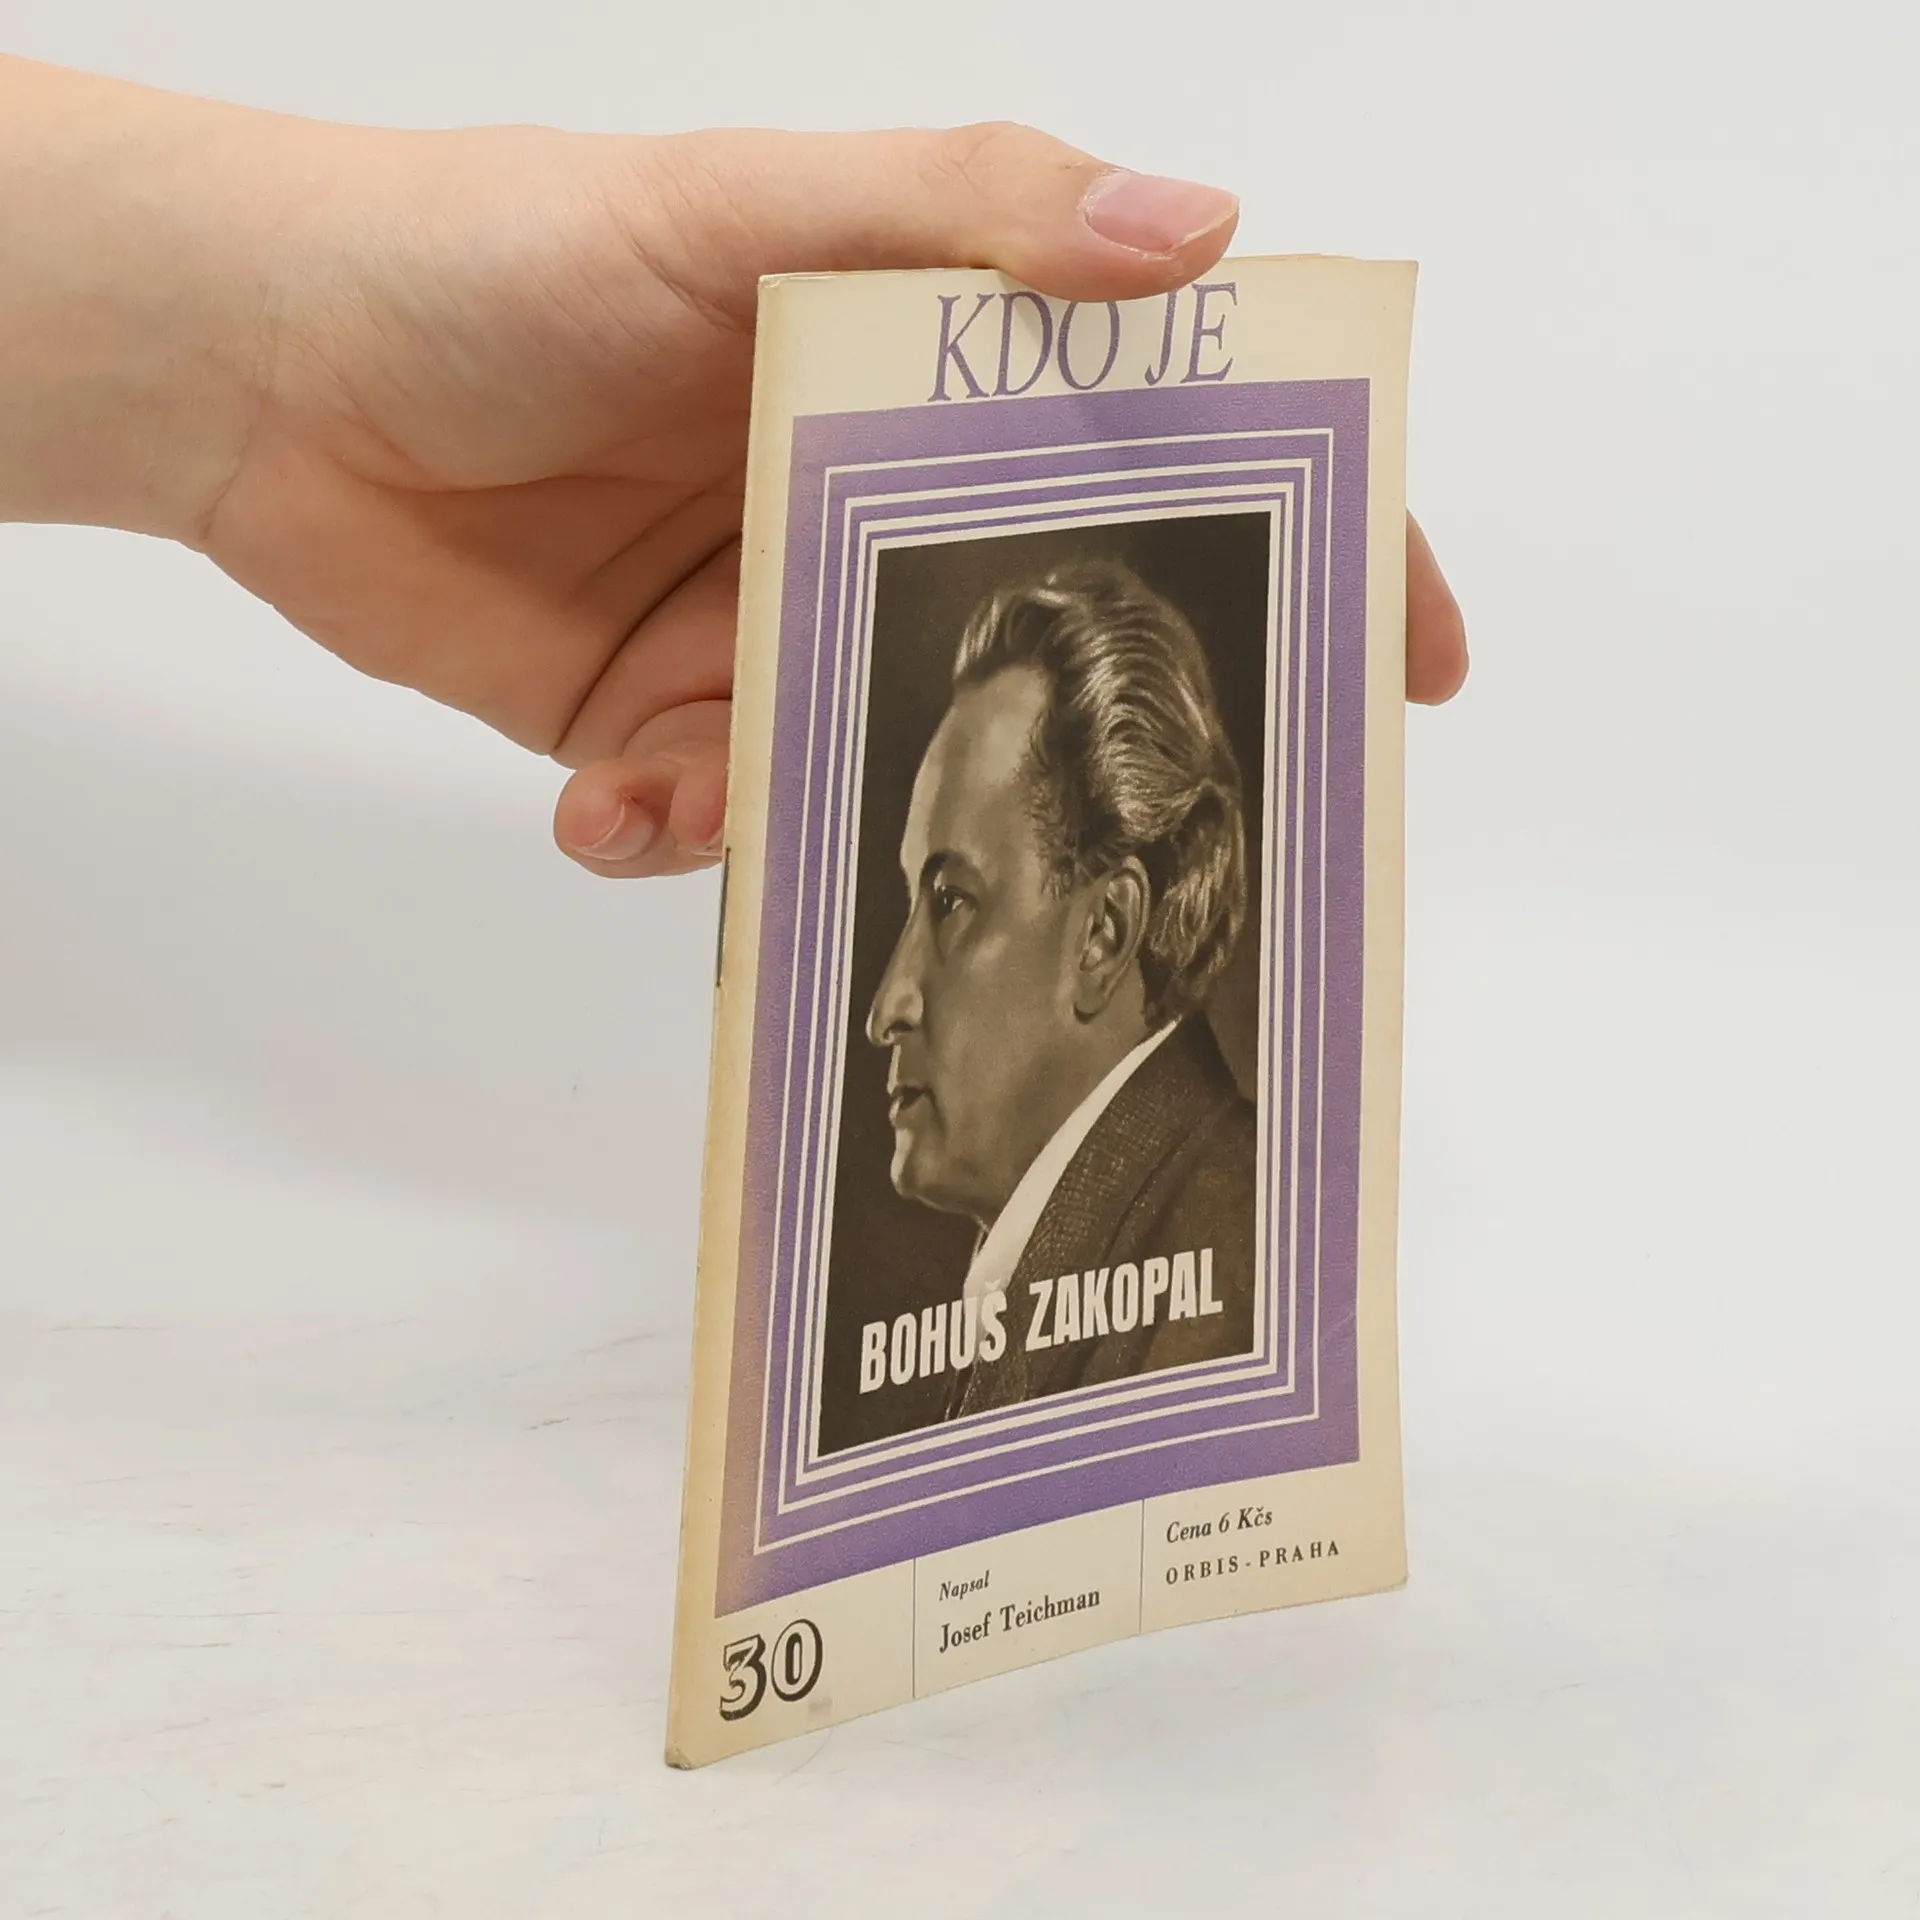 KDO JE
BOHUŠ ZAKOPAL
30
Napsal
Josef Teichman
Cena 6 Kčs
ORBIS - PRAHA